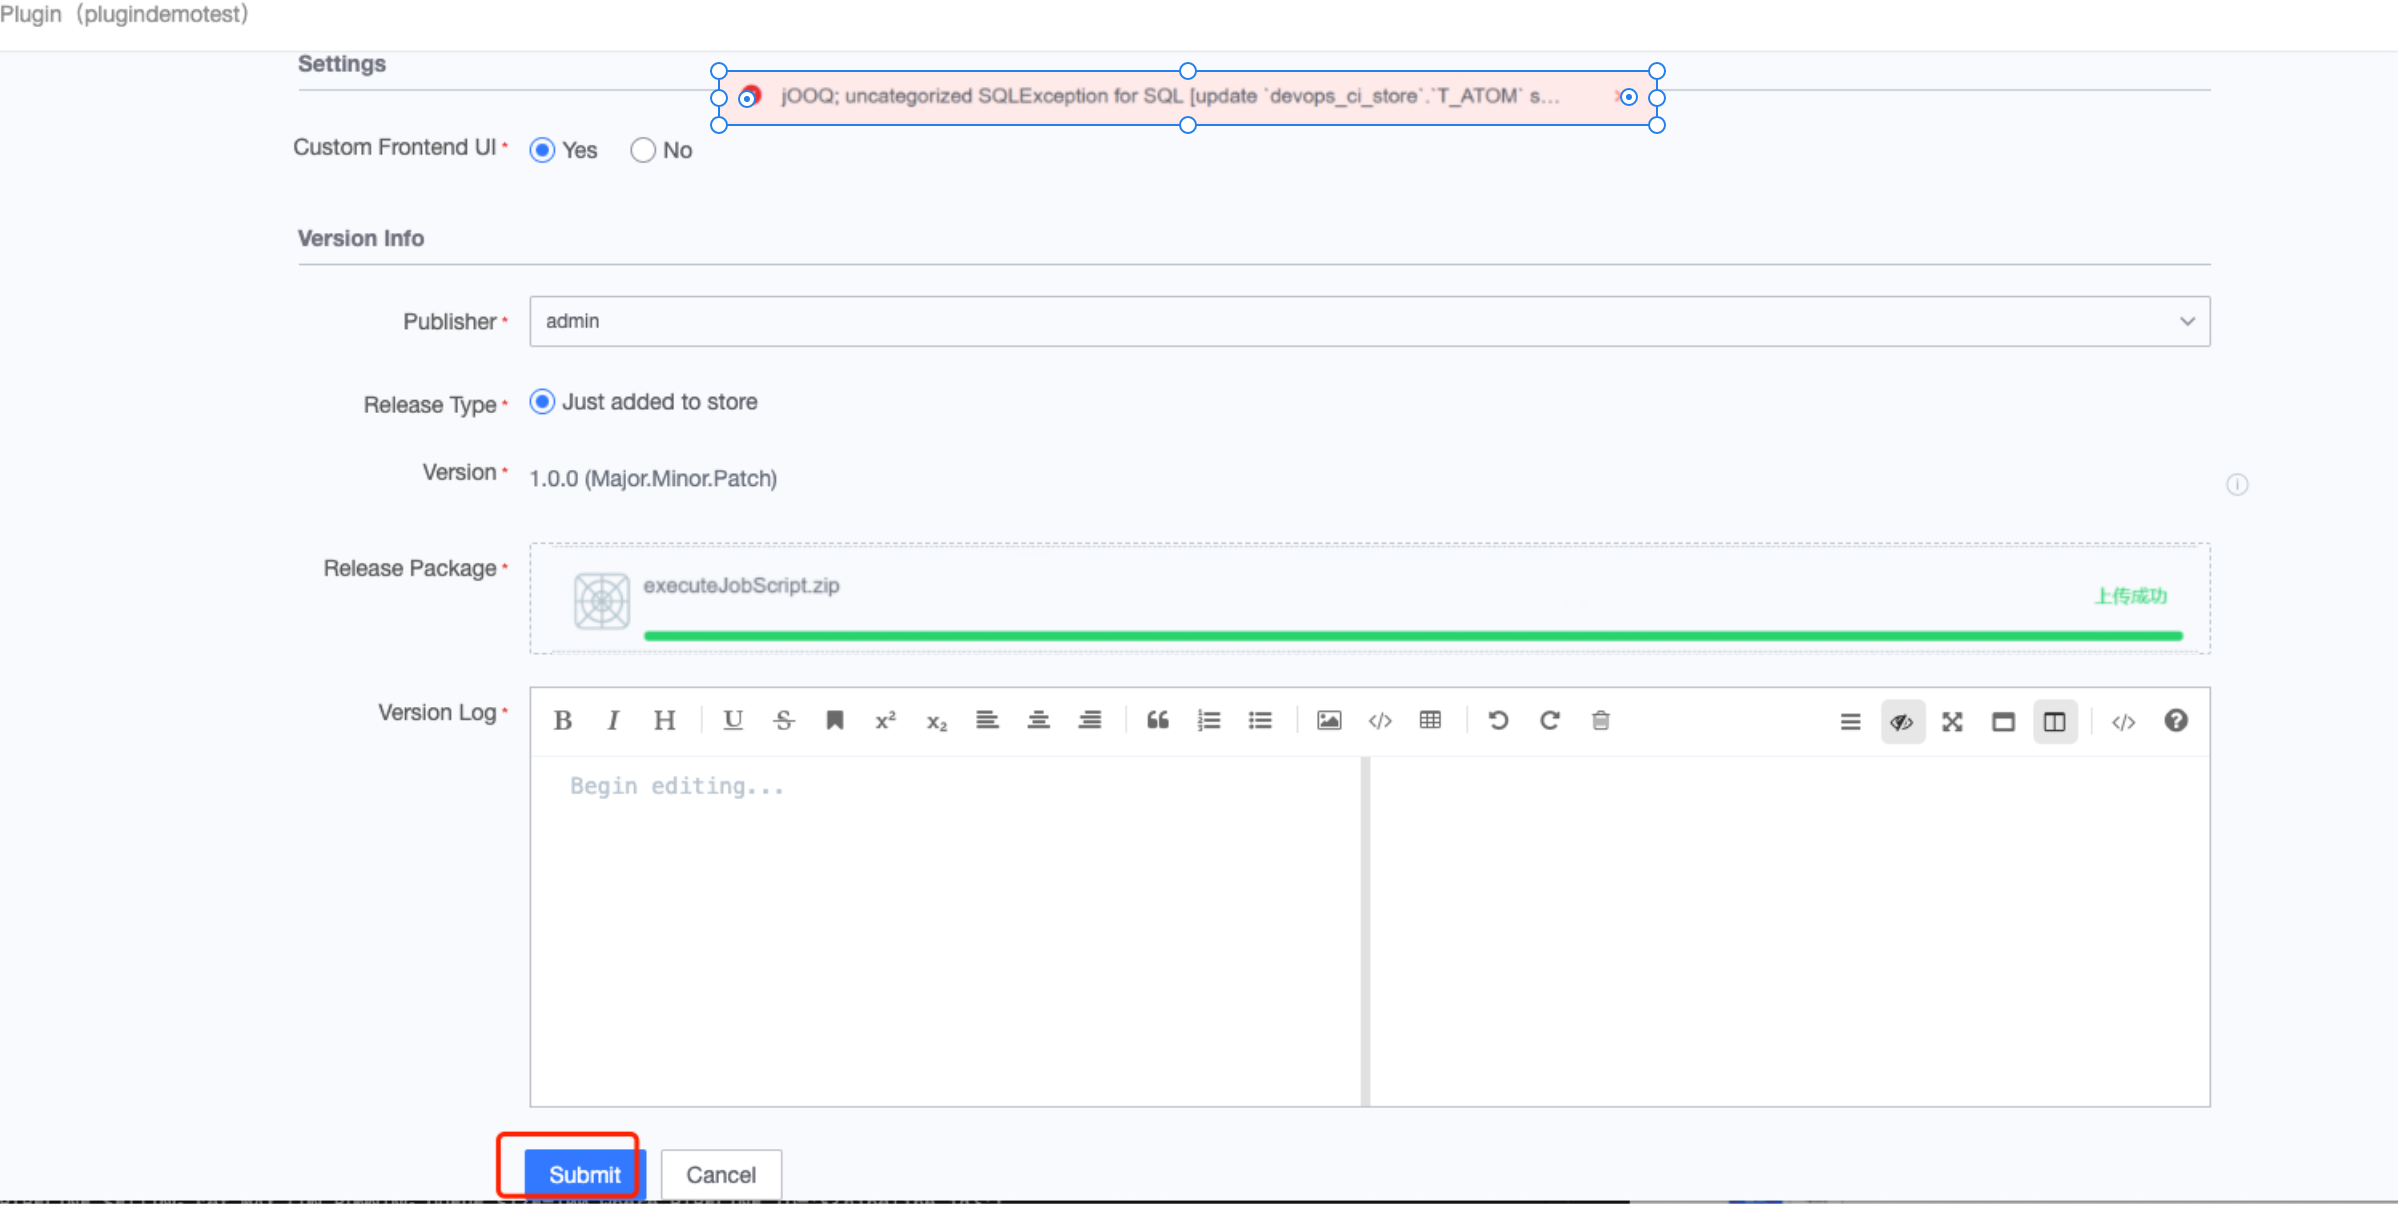 Plugin（plugindemotest）
Settings
jOOQ; uncategorized SQLException for SQL [update `devops_ci_store`.`T_ATOM` s...
Custom Frontend UI * Yes No
Version Info
Publisher * admin
Release Type * Just added to store
Version * 1.0.0 (Major.Minor.Patch)
Release Package * executeJobScript.zip
上传成功
Version Log *
Begin editing...
Submit Cancel